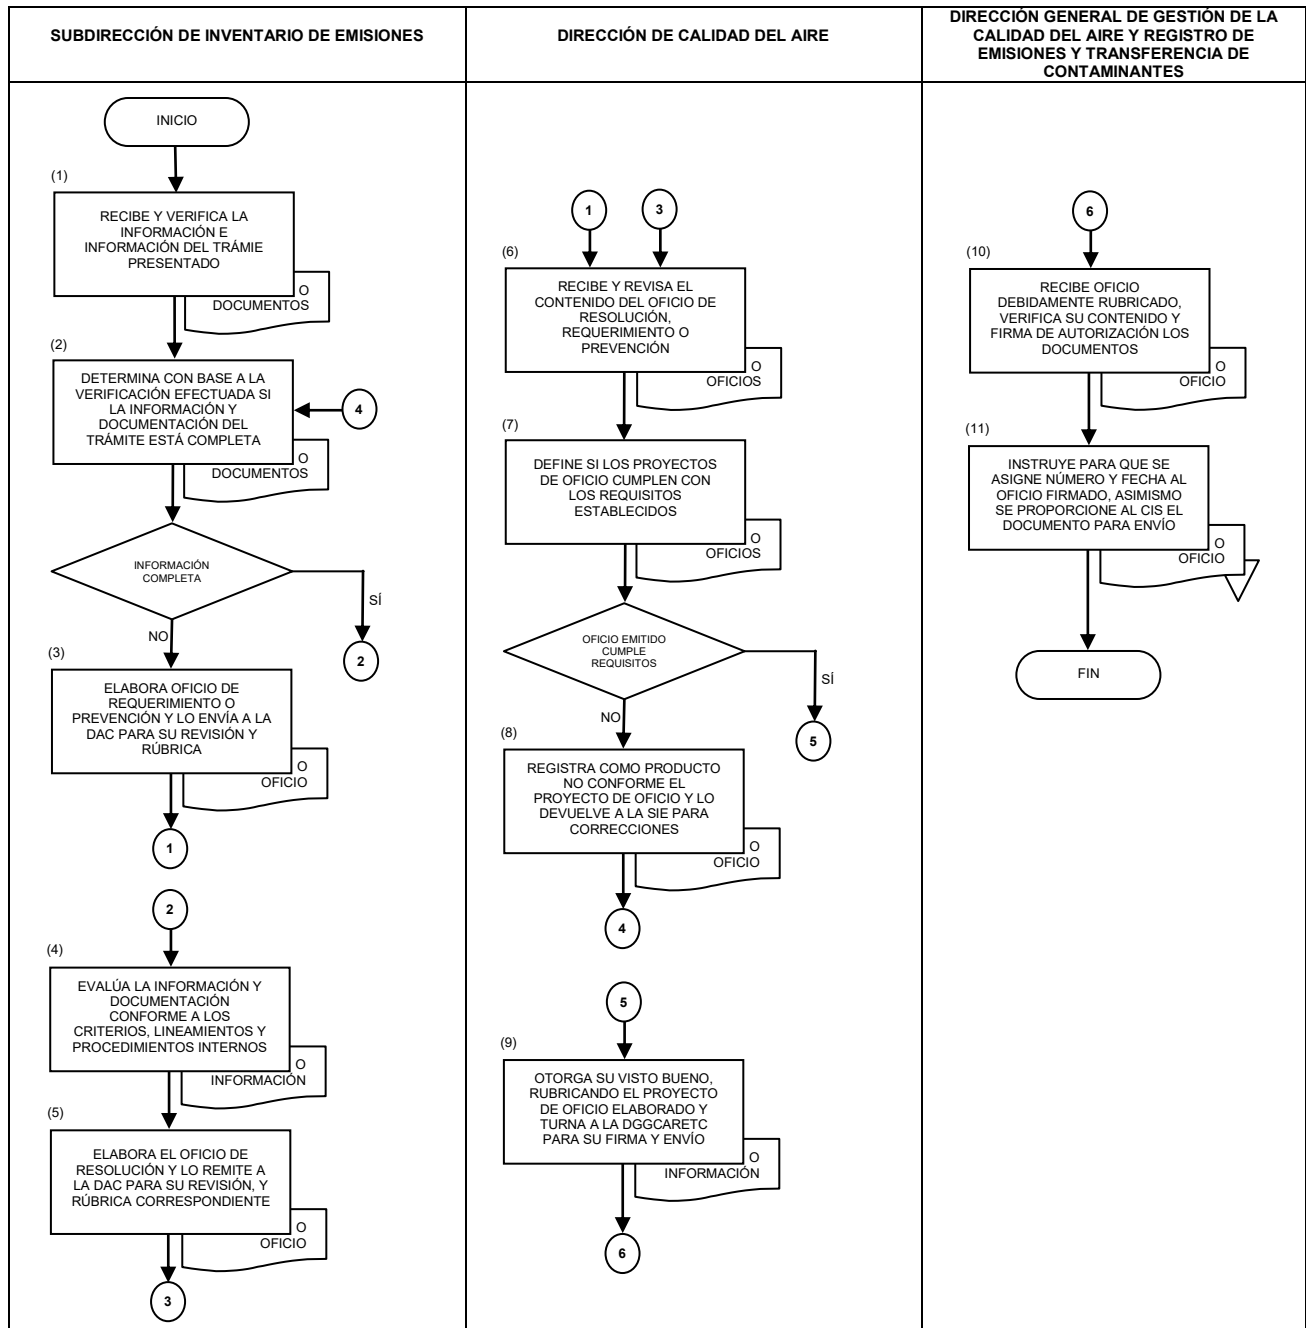 SUBDIRECCIÓN DE INVENTARIO DE EMISIONES
DIRECCIÓN DE CALIDAD DEL AIRE
DIRECCIÓN GENERAL DE GESTIÓN DE LA
CALIDAD DEL AIRE Y REGISTRO DE
EMISIONES Y TRANSFERENCIA DE
CONTAMINANTES
INICIO
(1)
RECIBE Y VERIFICA LA
INFORMACIÓN E
INFORMACIÓN DEL TRÁMIE
PRESENTADO
O
DOCUMENTOS
(2)
DETERMINA CON BASE A LA
VERIFICACIÓN EFECTUADA SI
LA INFORMACIÓN Y
DOCUMENTACIÓN DEL
TRÁMITE ESTÁ COMPLETA
4
O
DOCUMENTOS
INFORMACIÓN
COMPLETA
SÍ
2
NO
(3)
ELABORA OFICIO DE
REQUERIMIENTO O
PREVENCIÓN Y LO ENVÍA A LA
DAC PARA SU REVISIÓN Y
RÚBRICA
O
OFICIO
1
2
(4)
EVALÚA LA INFORMACIÓN Y
DOCUMENTACIÓN
CONFORME A LOS
CRITERIOS, LINEAMIENTOS Y
PROCEDIMIENTOS INTERNOS
O
INFORMACIÓN
(5)
ELABORA EL OFICIO DE
RESOLUCIÓN Y LO REMITE A
LA DAC PARA SU REVISIÓN, Y
RÚBRICA CORRESPONDIENTE
O
OFICIO
3
1
3
(6)
RECIBE Y REVISA EL
CONTENIDO DEL OFICIO DE
RESOLUCIÓN,
REQUERIMIENTO O
PREVENCIÓN
O
OFICIOS
(7)
DEFINE SI LOS PROYECTOS
DE OFICIO CUMPLEN CON
LOS REQUISITOS
ESTABLECIDOS
O
OFICIOS
OFICIO EMITIDO
CUMPLE
REQUISITOS
SÍ
5
NO
(8)
REGISTRA COMO PRODUCTO
NO CONFORME EL
PROYECTO DE OFICIO Y LO
DEVUELVE A LA SIE PARA
CORRECCIONES
O
OFICIO
4
5
(9)
OTORGA SU VISTO BUENO,
RUBRICANDO EL PROYECTO
DE OFICIO ELABORADO Y
TURNA A LA DGGCARETC
PARA SU FIRMA Y ENVÍO
O
INFORMACIÓN
6
6
(10)
RECIBE OFICIO
DEBIDAMENTE RUBRICADO,
VERIFICA SU CONTENIDO Y
FIRMA DE AUTORIZACIÓN LOS
DOCUMENTOS
O
OFICIO
(11)
INSTRUYE PARA QUE SE
ASIGNE NÚMERO Y FECHA AL
OFICIO FIRMADO, ASIMISMO
SE PROPORCIONE AL CIS EL
DOCUMENTO PARA ENVÍO
O
OFICIO
FIN